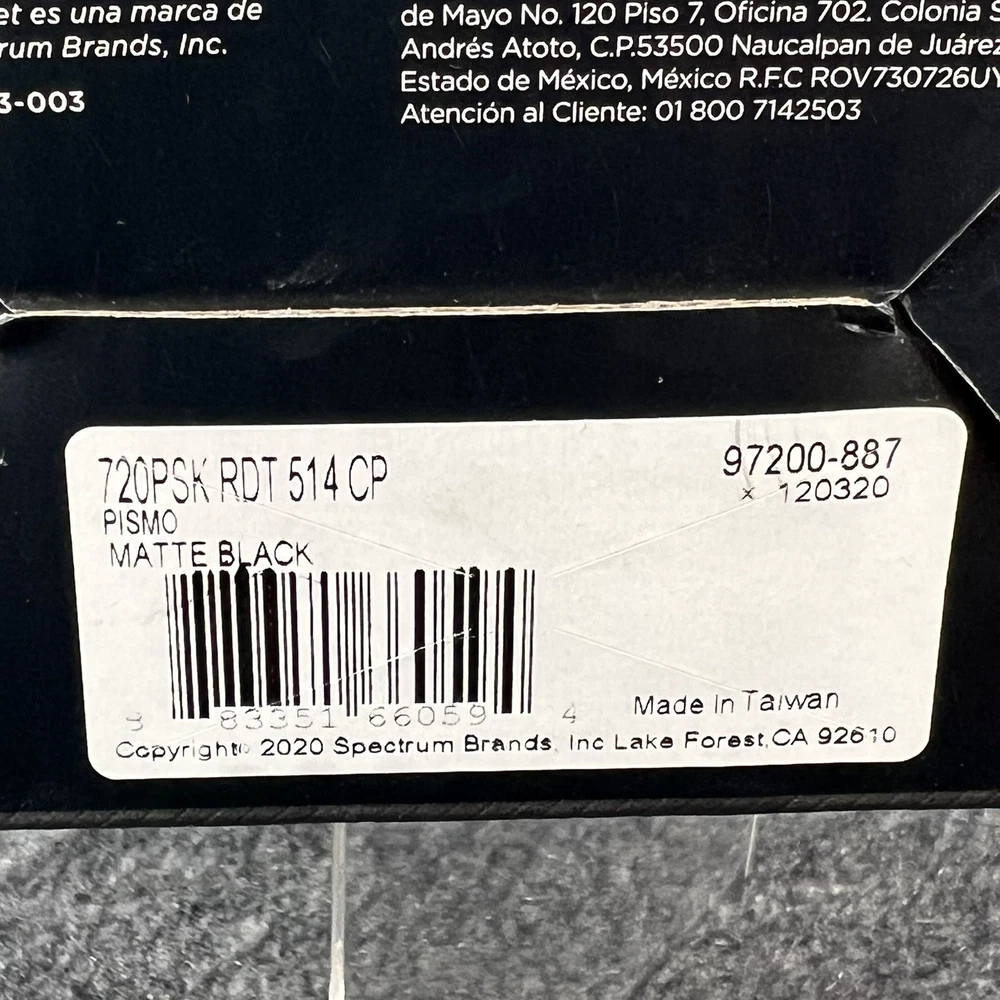 et es una marca de
rum Brands, Inc.
3-003
de Mayo No. 120 Piso 7, Oficina 702. Colonia S
Andrés Atoto, C.P.53500 Naucalpan de Juárez
Estado de México, México R.F.C ROV730726UY
Atención al Cliente: 01 800 7142503
720PSK RDT 514 CP
97200-887
x 120320
PISMO
MATTE BLACK
8 83351 66059 4
Made In Taiwan
Copyright© 2020 Spectrum Brands, Inc Lake Forest,CA 92610